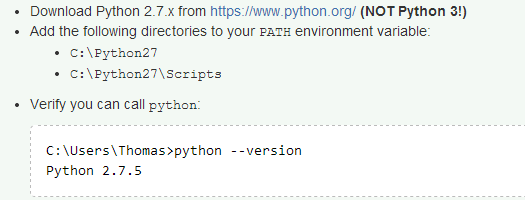 Download Python 2.7.x from https://www.python.org/ (NOT Python 3!)
Add the following directories to your PATH environment variable:
C:\Python27
C:\Python27\Scripts
Verify you can call python:
C:\Users\Thomas>python --version
Python 2.7.5